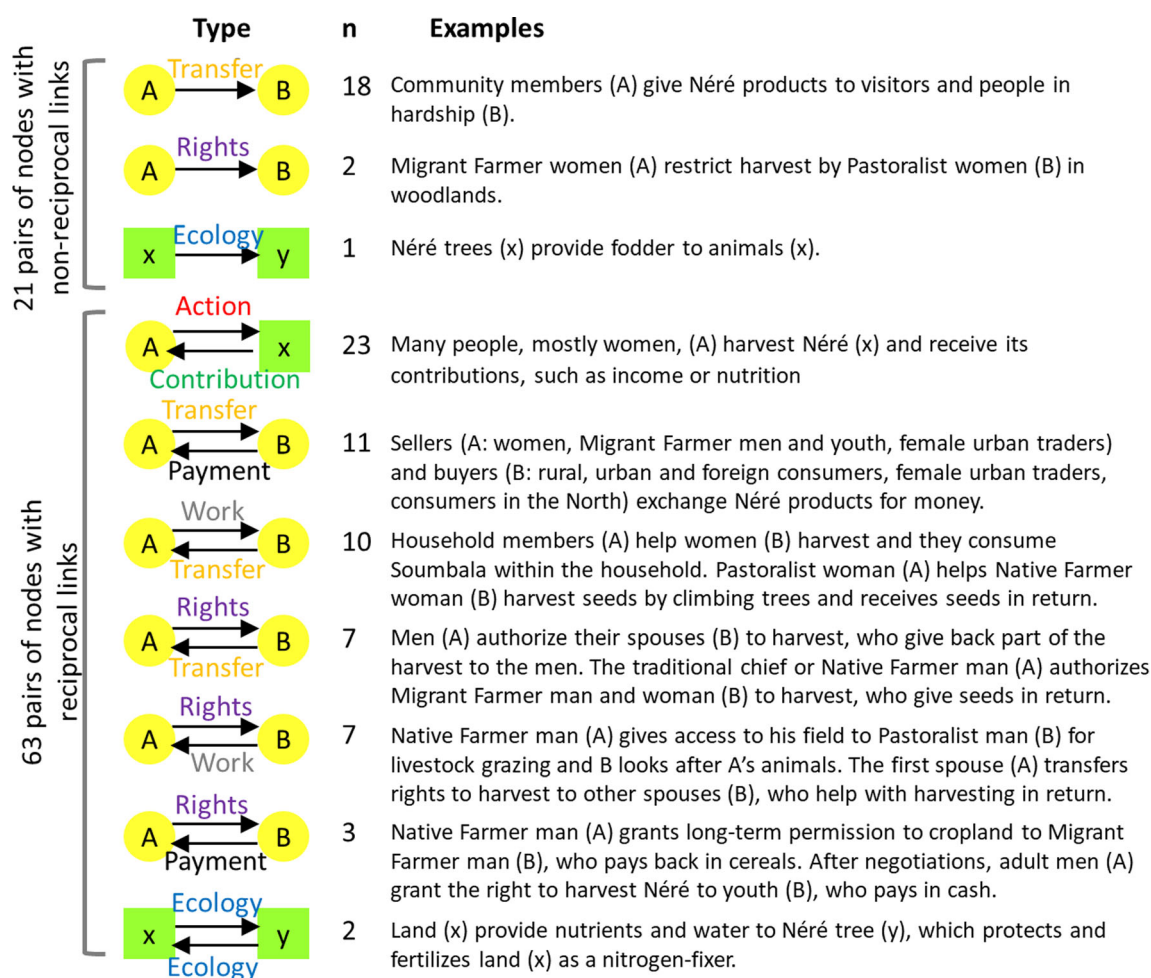 Type n Examples
21 pairs of nodes with
non-reciprocal links
Transfer
A B
18
Community members (A) give Néré products to visitors and people in
hardship (B).
Rights
A B
2
Migrant Farmer women (A) restrict harvest by Pastoralist women (B) in
woodlands.
Ecology
x y
1
Néré trees (x) provide fodder to animals (x).
63 pairs of nodes with
reciprocal links
Action
A x
Contribution
23
Many people, mostly women, (A) harvest Néré (x) and receive its
contributions, such as income or nutrition
Transfer
A B
Payment
11
Sellers (A: women, Migrant Farmer men and youth, female urban traders)
and buyers (B: rural, urban and foreign consumers, female urban traders,
consumers in the North) exchange Néré products for money.
Work
A B
Transfer
10
Household members (A) help women (B) harvest and they consume
Soumbala within the household. Pastoralist woman (A) helps Native Farmer
woman (B) harvest seeds by climbing trees and receives seeds in return.
Rights
A B
Transfer
7
Men (A) authorize their spouses (B) to harvest, who give back part of the
harvest to the men. The traditional chief or Native Farmer man (A) authorizes
Migrant Farmer man and woman (B) to harvest, who give seeds in return.
Rights
A B
Work
7
Native Farmer man (A) gives access to his field to Pastoralist man (B) for
livestock grazing and B looks after A's animals. The first spouse (A) transfers
rights to harvest to other spouses (B), who help with harvesting in return.
Rights
A B
Payment
3
Native Farmer man (A) grants long-term permission to cropland to Migrant
Farmer man (B), who pays back in cereals. After negotiations, adult men (A)
grant the right to harvest Néré to youth (B), who pays in cash.
Ecology
x y
Ecology
2
Land (x) provide nutrients and water to Néré tree (y), which protects and
fertilizes land (x) as a nitrogen-fixer.